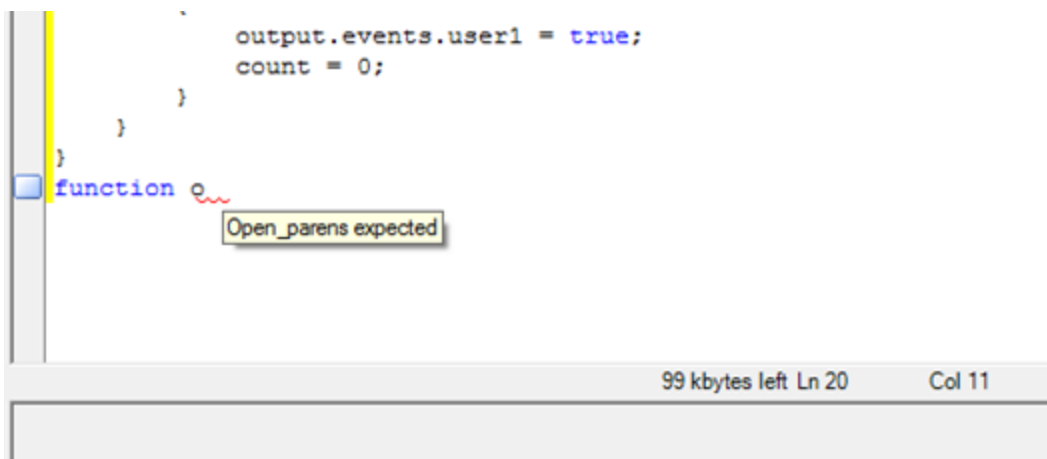 output.events.user1 = true;
count = 0;
}
}
}
function o
Open_parens expected
99 kbytes left Ln 20 Col 11